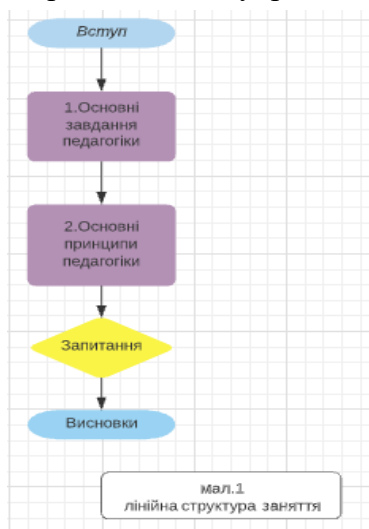 Вступ
1.Основні
завдання
педагогіки
2.Основні
принципи
педагогіки
Запитання
Висновки
мал.1
лінійна структура заняття